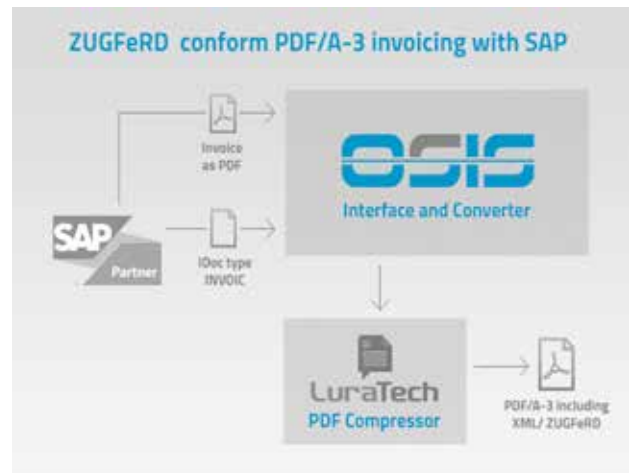 ZUGFeRD conform PDF/A-3 invoicing with SAP
Invoice
as PDF
OSIS
Interface and Converter
SAP
Partner
IDoc type
INVOIC
LuraTech
PDF Compressor
PDF/A-3 including
XML/ ZUGFeRD